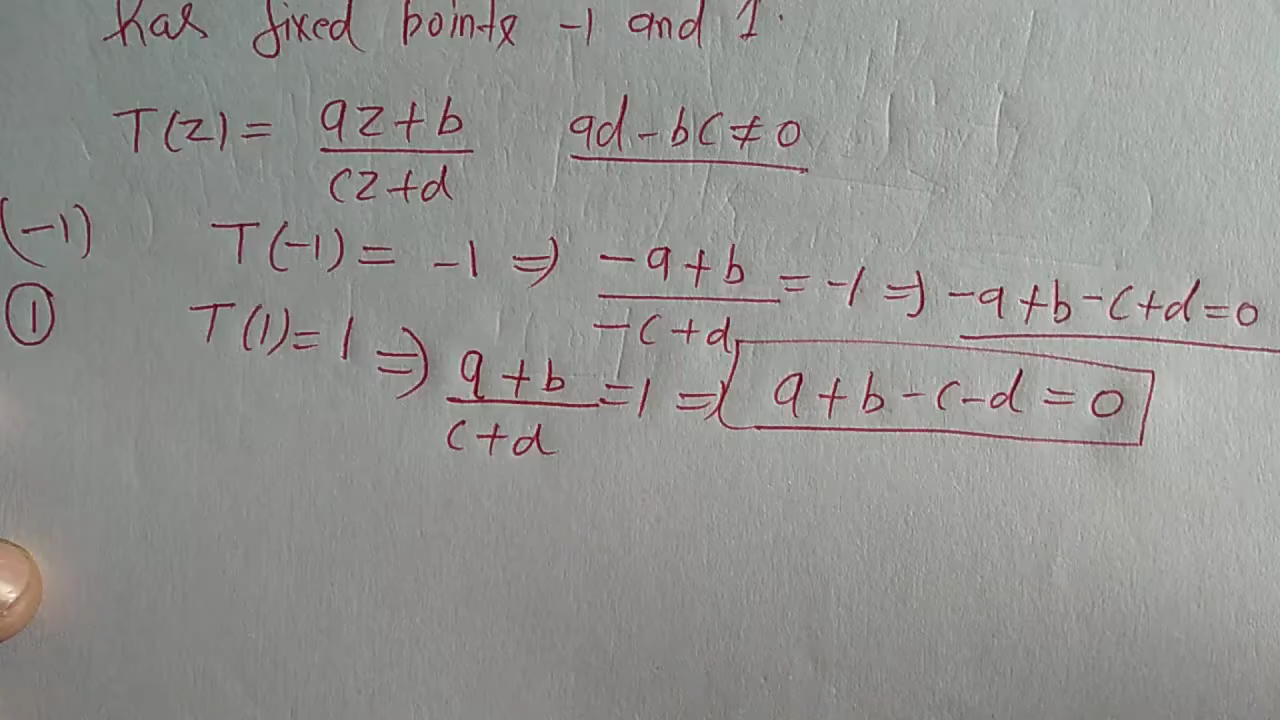 has fixed points -1 and 1.
T(z) = az+b / cz+d ad-bc≠0
(-1) T(-1) = -1 ⇒ -a+b / -c+d = -1 ⇒ -a+b-c+d=0
① T(1)=1 ⇒ a+b / c+d =1 ⇒ a+b-c-d=0